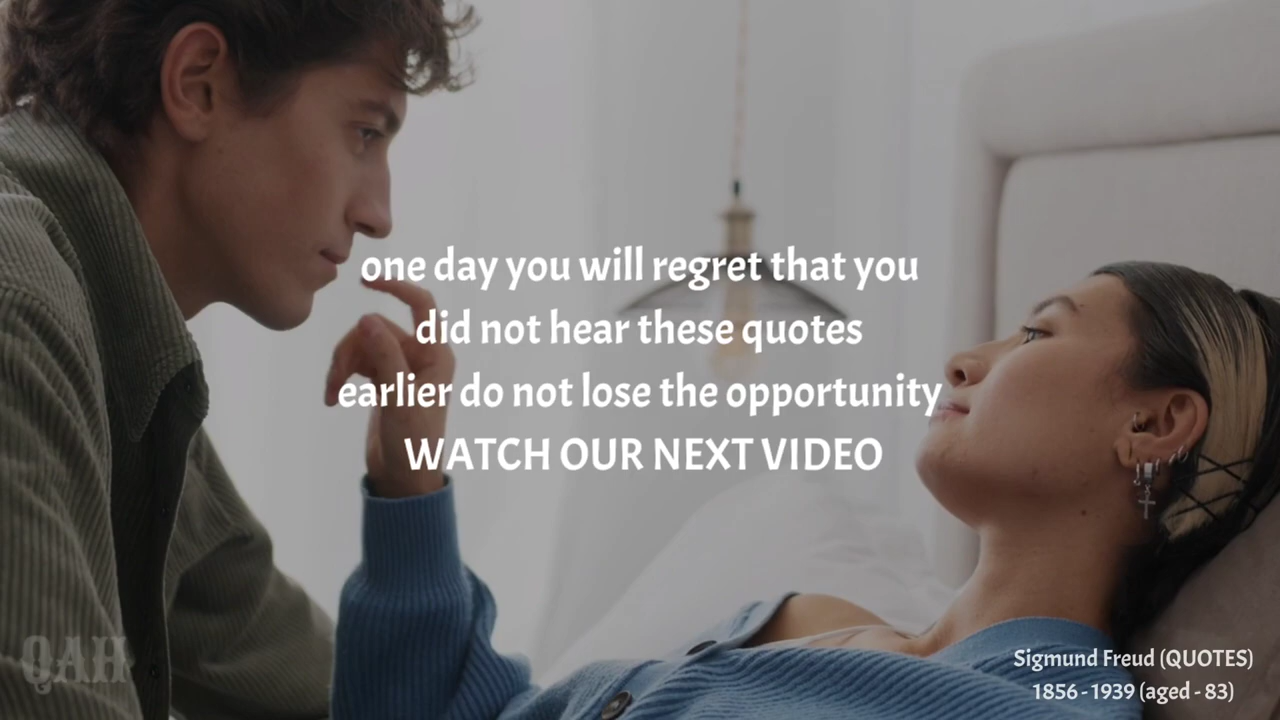 one day you will regret that you
did not hear these quotes
earlier do not lose the opportunity
WATCH OUR NEXT VIDEO
QAH
Sigmund Freud (QUOTES)
1856 - 1939 (aged - 83)